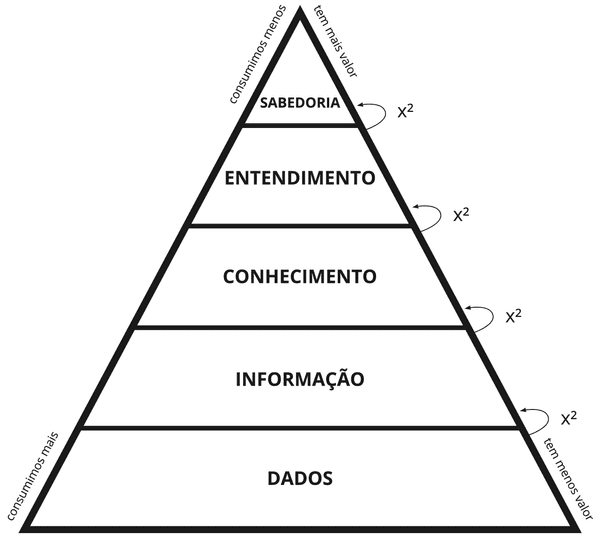 consumimos menos
tem mais valor
SABEDORIA
X²
ENTENDIMENTO
X²
CONHECIMENTO
X²
INFORMAÇÃO
X²
consumimos mais
DADOS
tem menos valor